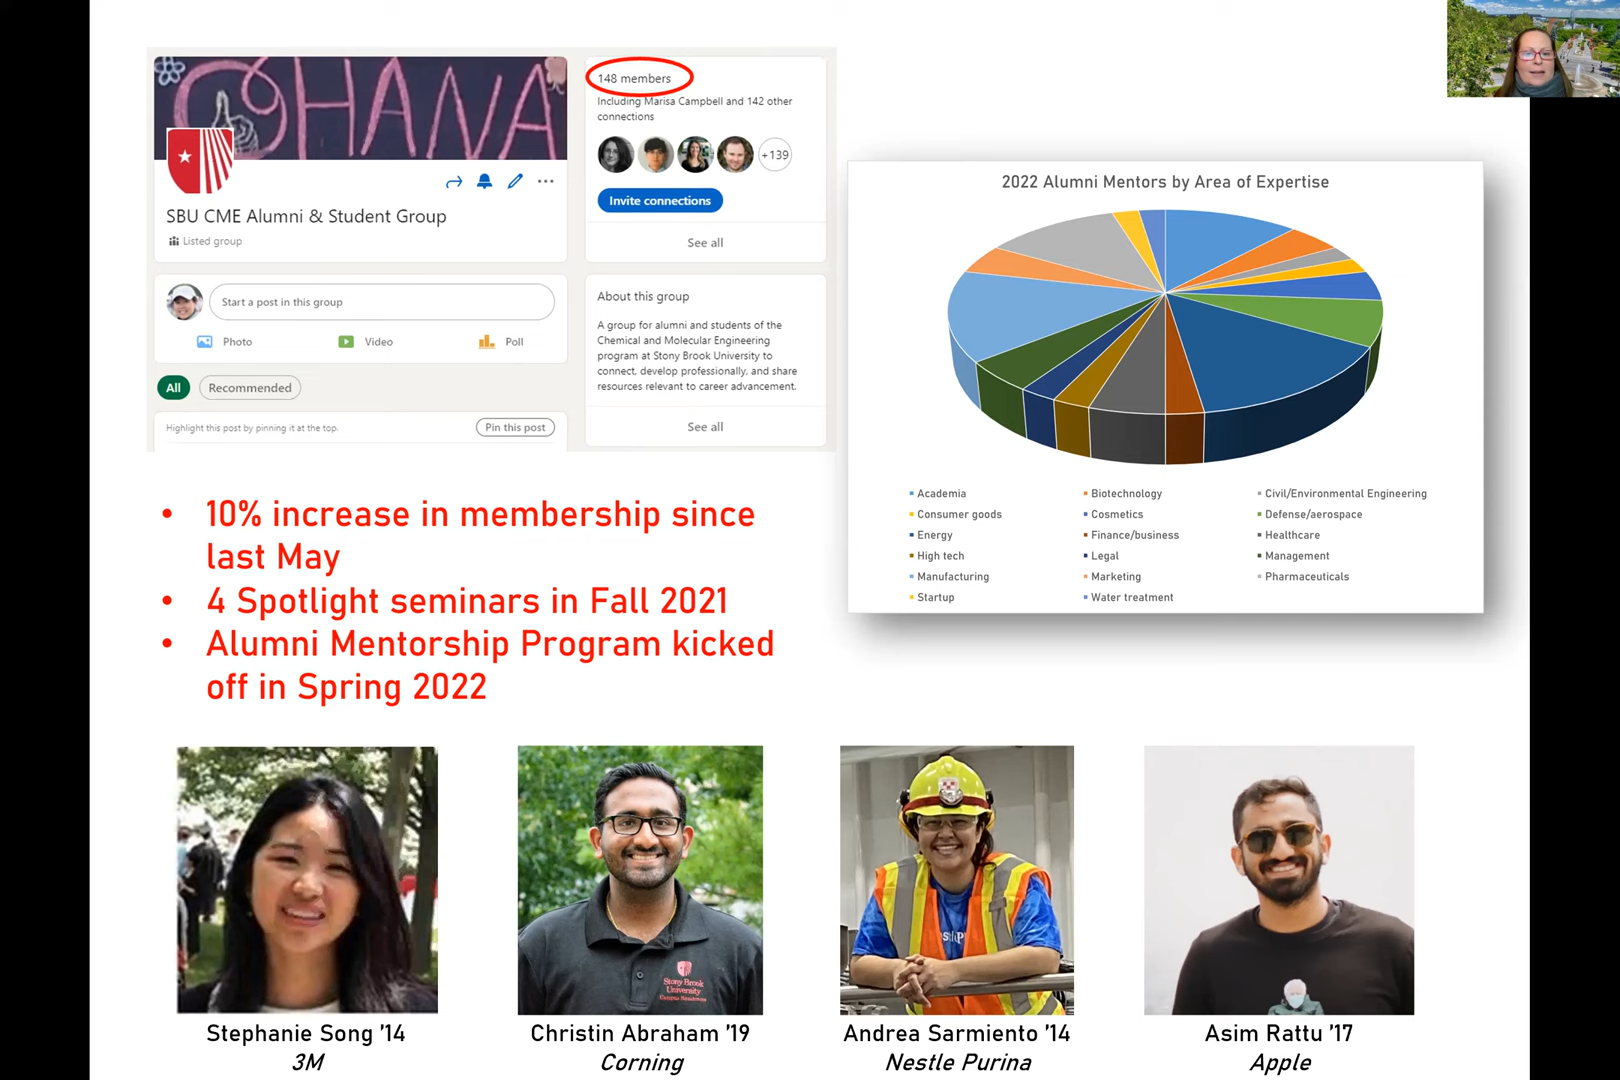 OHANA
SBU CME Alumni & Student Group
Listed group
Start a post in this group
Photo
Video
Poll
All
Recommended
Highlight this post by pinning it at the top.
Pin this post
148 members
Including Marisa Campbell and 142 other
connections
+139
Invite connections
See all
About this group
A group for alumni and students of the
Chemical and Molecular Engineering
program at Stony Brook University to
connect, develop professionally, and share
resources relevant to career advancement.
See all
2022 Alumni Mentors by Area of Expertise
Academia
Biotechnology
Civil/Environmental Engineering
Consumer goods
Cosmetics
Defense/aerospace
Energy
Finance/business
Healthcare
High tech
Legal
Management
Manufacturing
Marketing
Pharmaceuticals
Startup
Water treatment
• 10% increase in membership since
last May
• 4 Spotlight seminars in Fall 2021
• Alumni Mentorship Program kicked
off in Spring 2022
Stony Brook
University
Stephanie Song '14
3M
Christin Abraham '19
Corning
Andrea Sarmiento '14
Nestle Purina
Asim Rattu '17
Apple